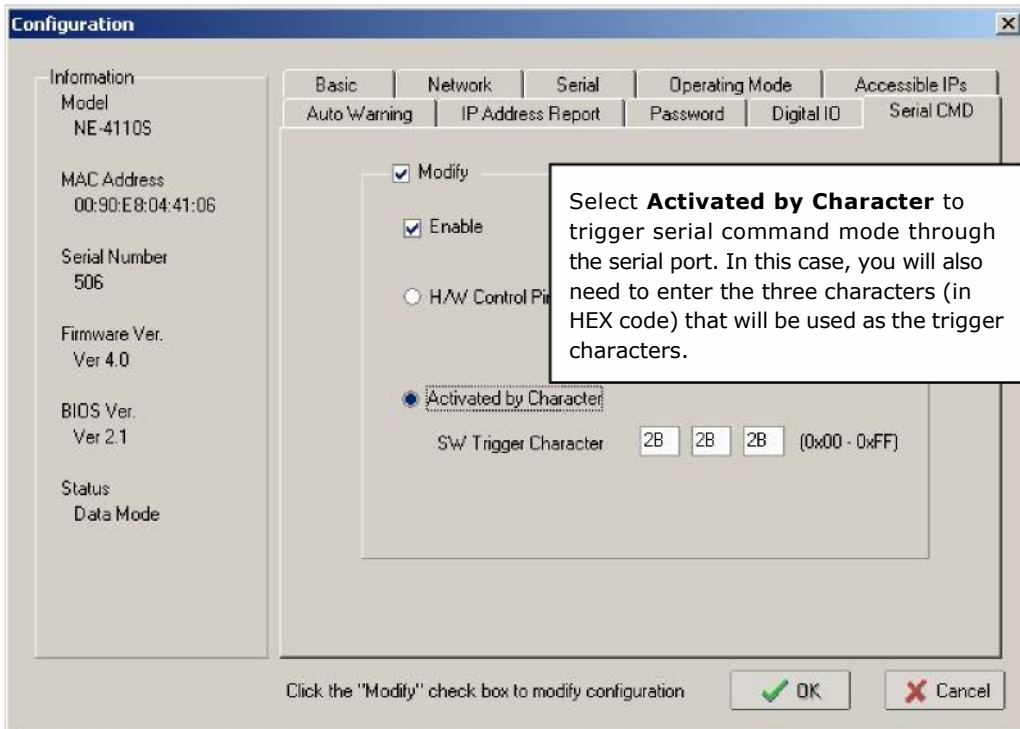 Configuration
Information
Model
NE-4110S
MAC Address
00:90:E8:04:41:06
Serial Number
506
Firmware Ver.
Ver 4.0
BIOS Ver.
Ver 2.1
Status
Data Mode
Basic
Network
Serial
Operating Mode
Accessible IPs
Auto Warning
IP Address Report
Password
Digital IO
Serial CMD
Modify
Enable
H/W Control
Select Activated by Character to
trigger serial command mode through
the serial port. In this case, you will also
need to enter the three characters (in
HEX code) that will be used as the trigger
characters.
Activated by Character
SW Trigger Character 2B 2B 2B (0x00 - 0xFF)
Click the "Modify" check box to modify configuration
OK
Cancel